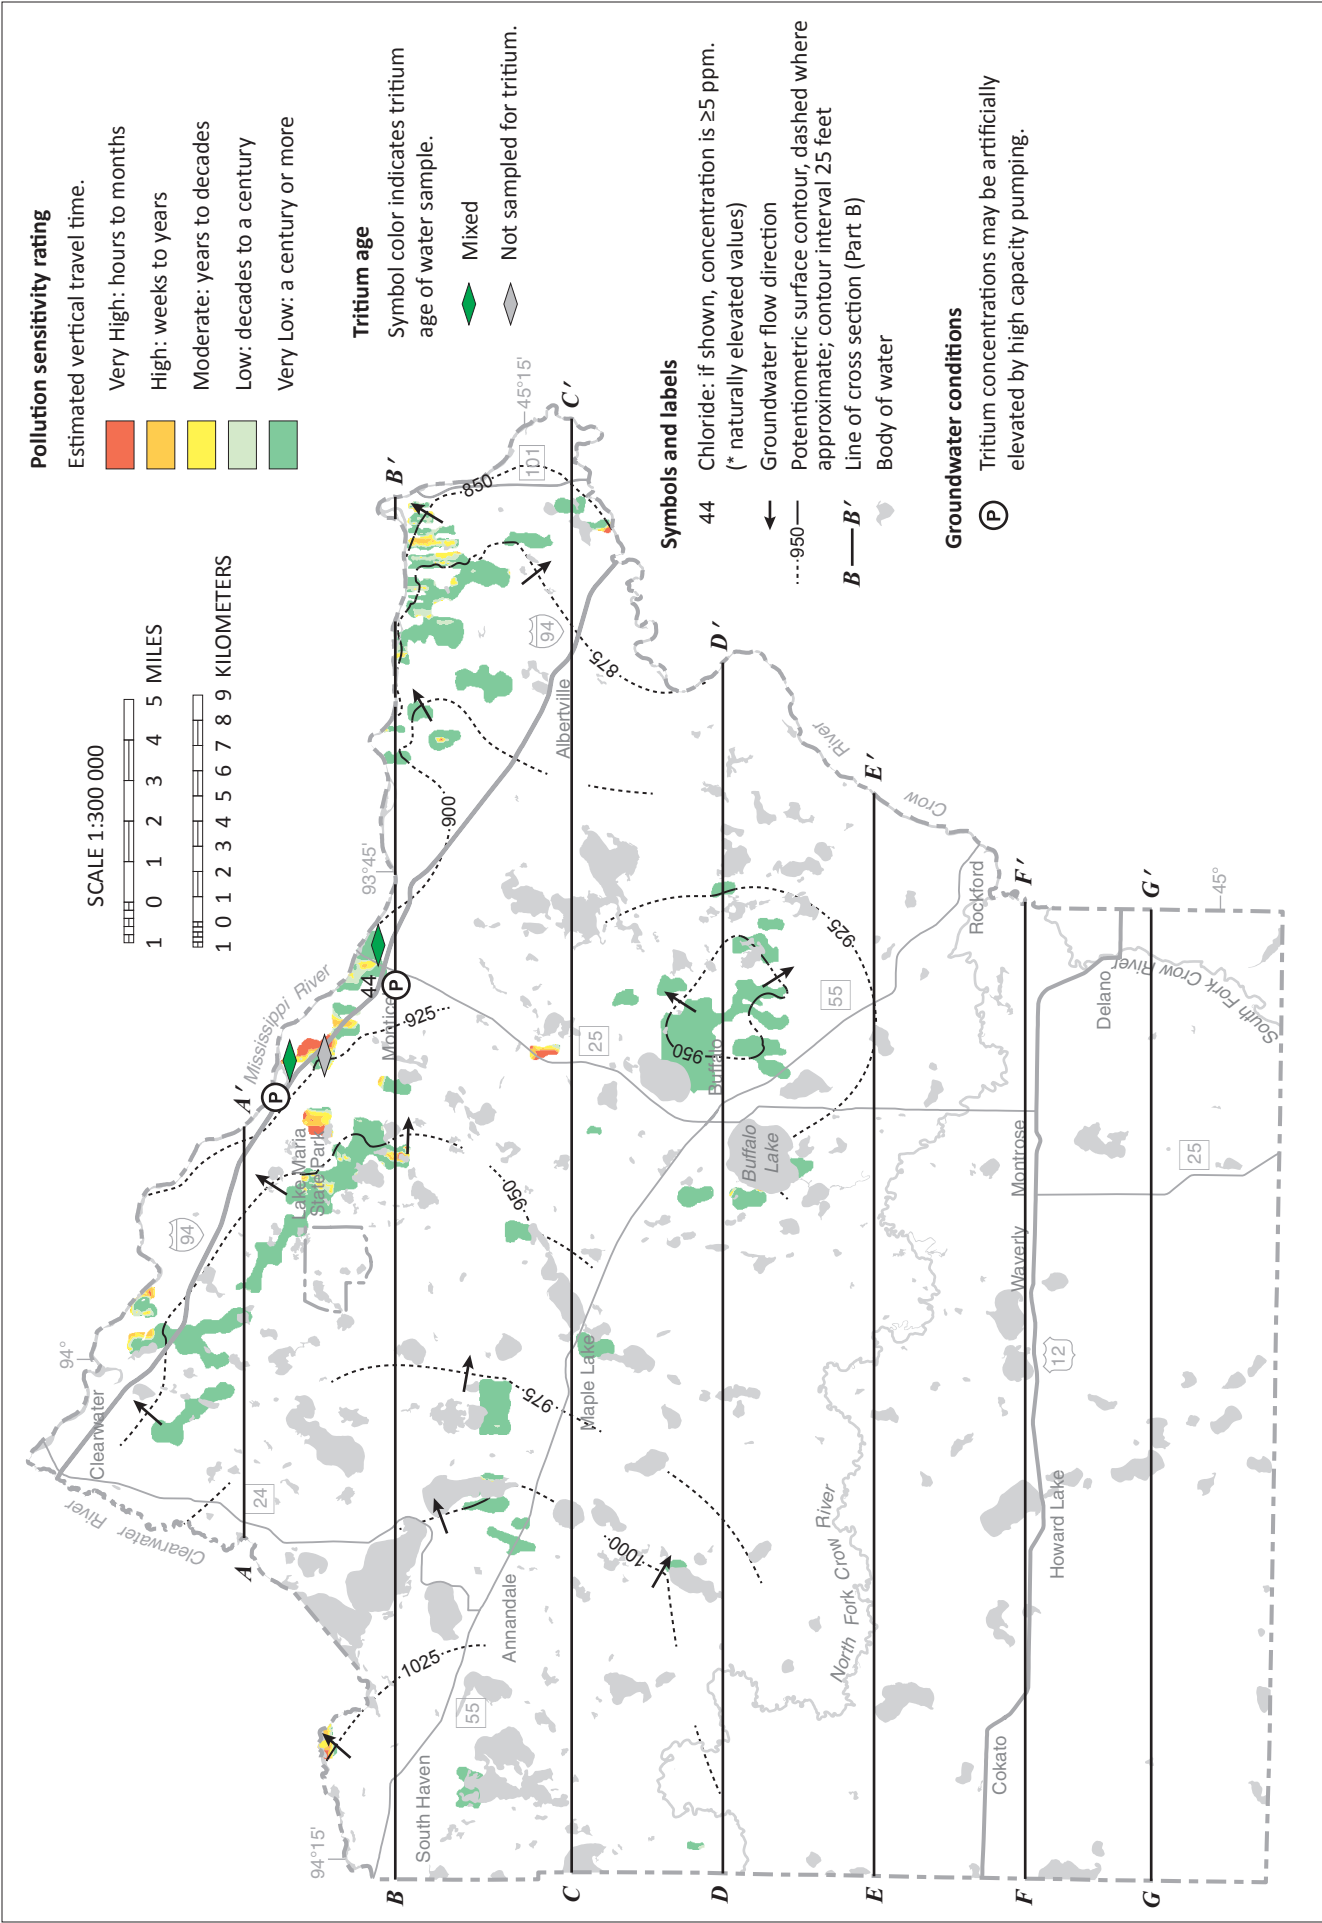 Pollution sensitivity rating
Estimated vertical travel time.
Very High: hours to months
High: weeks to years
Moderate: years to decades
Low: decades to a century
Very Low: a century or more
Tritium age
Symbol color indicates tritium
age of water sample.
Mixed
Not sampled for tritium.
Symbols and labels
44 Chloride: if shown, concentration is ≥5 ppm.
(* naturally elevated values)
Groundwater flow direction
950 Potentiometric surface contour, dashed where
approximate; contour interval 25 feet
B B′ Line of cross section (Part B)
Body of water
Groundwater conditions
P Tritium concentrations may be artificially
elevated by high capacity pumping.
SCALE 1:300 000
1 0 1 2 3 4 5 MILES
1 0 1 2 3 4 5 6 7 8 9 KILOMETERS
94°15'
94°
93°45'
45°15'
45°
A
A′
B
B′
C
C′
D
D′
E
E′
F
F′
G
G′
Clearwater River
Clearwater
94
24
Mississippi River
Lake Maria
State Park
P
44
P
Montice
925
900
850
101
94
875
Albertville
950
975
1000
1025
South Haven
55
Annandale
Maple Lake
25
950
Buffalo
Buffalo
Lake
925
55
Crow
River
Rockford
North Fork Crow River
Cokato
Howard Lake
12
Waverly
Montrose
25
Delano
South Fork Crow River